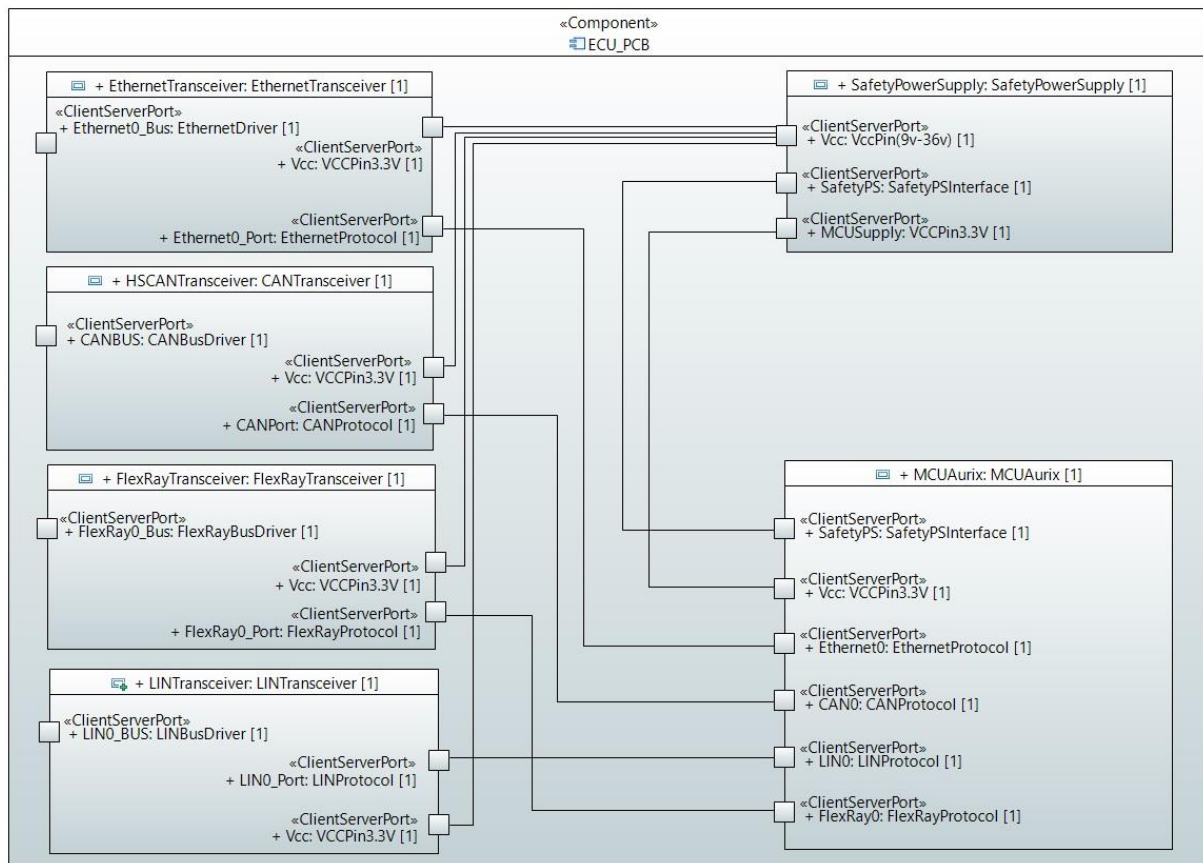 «Component»
ECU_PCB
+ EthernetTransceiver: EthernetTransceiver [1]
«ClientServerPort»
+ Ethernet0_Bus: EthernetDriver [1]
«ClientServerPort»
+ Vcc: VCCPin3.3V [1]
«ClientServerPort»
+ Ethernet0_Port: EthernetProtocol [1]
+ HSCANTransceiver: CANTransceiver [1]
«ClientServerPort»
+ CANBUS: CANBusDriver [1]
«ClientServerPort»
+ Vcc: VCCPin3.3V [1]
«ClientServerPort»
+ CANPort: CANProtocol [1]
+ FlexRayTransceiver: FlexRayTransceiver [1]
«ClientServerPort»
+ FlexRay0_Bus: FlexRayBusDriver [1]
«ClientServerPort»
+ Vcc: VCCPin3.3V [1]
«ClientServerPort»
+ FlexRay0_Port: FlexRayProtocol [1]
+ LINTransceiver: LINTransceiver [1]
«ClientServerPort»
+ LIN0_BUS: LINBusDriver [1]
«ClientServerPort»
+ LIN0_Port: LINProtocol [1]
«ClientServerPort»
+ Vcc: VCCPin3.3V [1]
+ SafetyPowerSupply: SafetyPowerSupply [1]
«ClientServerPort»
+ Vcc: VccPin(9v-36v) [1]
«ClientServerPort»
+ SafetyPS: SafetyPSInterface [1]
«ClientServerPort»
+ MCUSupply: VCCPin3.3V [1]
+ MCUAurix: MCUAurix [1]
«ClientServerPort»
+ SafetyPS: SafetyPSInterface [1]
«ClientServerPort»
+ Vcc: VCCPin3.3V [1]
«ClientServerPort»
+ Ethernet0: EthernetProtocol [1]
«ClientServerPort»
+ CAN0: CANProtocol [1]
«ClientServerPort»
+ LIN0: LINProtocol [1]
«ClientServerPort»
+ FlexRay0: FlexRayProtocol [1]